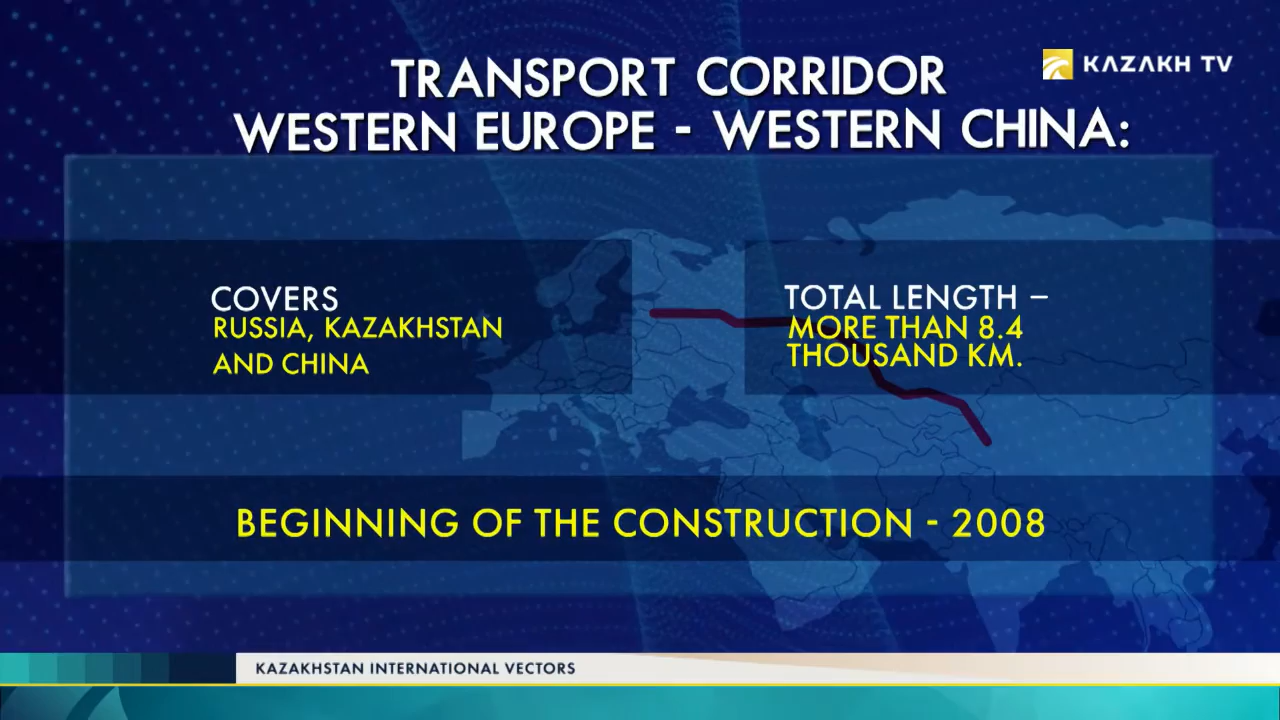 KAZAKH TV
TRANSPORT CORRIDOR
WESTERN EUROPE - WESTERN CHINA:
COVERS
RUSSIA, KAZAKHSTAN
AND CHINA
TOTAL LENGTH –
MORE THAN 8.4
THOUSAND KM.
BEGINNING OF THE CONSTRUCTION - 2008
KAZAKHSTAN INTERNATIONAL VECTORS